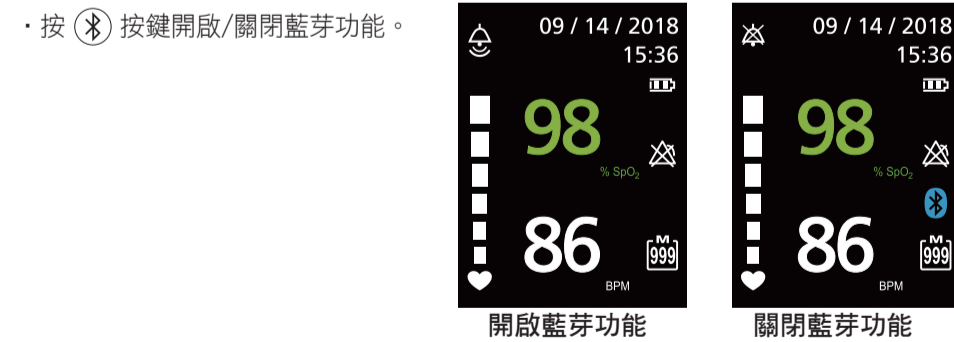 ・按 按鍵開啟/關閉藍芽功能。
09 / 14 / 2018
15:36
98
% SpO₂
86
M
999
BPM
開啟藍芽功能
09 / 14 / 2018
15:36
98
% SpO₂
86
M
999
BPM
關閉藍芽功能